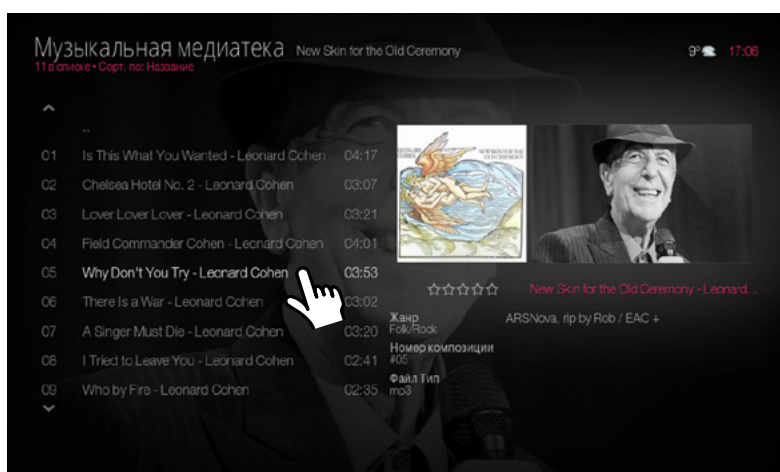 Музыкальная медиатека New Skin for the Old Ceremony 9° 17:06
11 в списке • Сорт. по: Название
..
01 Is This What You Wanted - Leonard Cohen 04:17
02 Chelsea Hotel No. 2 - Leonard Cohen 03:07
03 Lover Lover Lover - Leonard Cohen 03:21
04 Field Commander Cohen - Leonard Cohen 04:01
05 Why Don't You Try - Leonard Cohen 03:53
06 There Is a War - Leonard Cohen 03:02
07 A Singer Must Die - Leonard Cohen 03:20
08 I Tried to Leave You - Leonard Cohen 02:41
09 Who by Fire - Leonard Cohen 02:35
NEW SKIN FOR THE
OLD CEREMONY
New Skin for the Old Ceremony - Leonard...
Жанр
Folk/Rock
ARSNova, rip by Rob / EAC +
Номер композиции
#05
Файл Тип
mp3